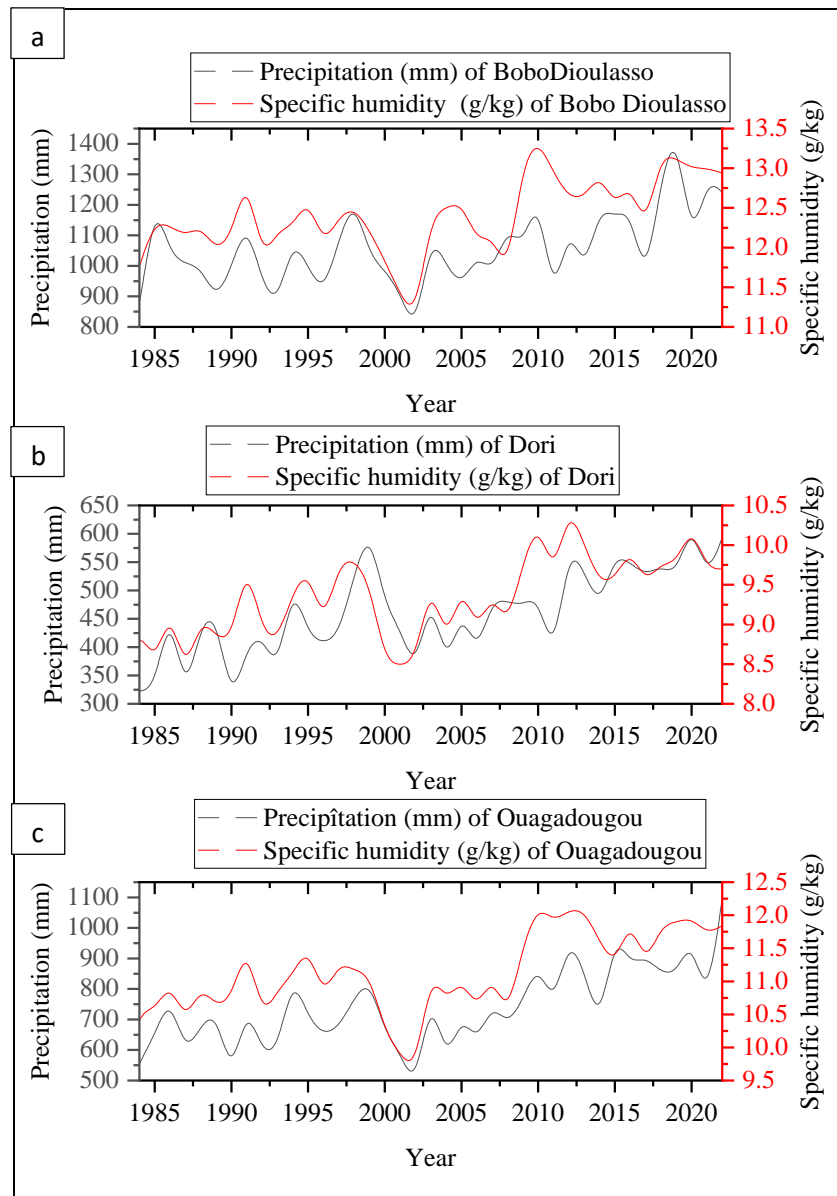 a
Precipitation (mm) of BoboDioulasso
Specific humidity (g/kg) of Bobo Dioulasso
Precipitation (mm)
1400
1300
1200
1100
1000
900
800
13.5
13.0
12.5
12.0
11.5
11.0
Specific humidity (g/kg)
1985 1990 1995 2000 2005 2010 2015 2020
Year
b
Precipitation (mm) of Dori
Specific humidity (g/kg) of Dori
Precipitation (mm)
650
600
550
500
450
400
350
300
10.5
10.0
9.5
9.0
8.5
8.0
Specific humidity (g/kg)
1985 1990 1995 2000 2005 2010 2015 2020
Year
c
Precipîtation (mm) of Ouagadougou
Specific humidity (g/kg) of Ouagadougou
Precipitation (mm)
1100
1000
900
800
700
600
500
12.5
12.0
11.5
11.0
10.5
10.0
9.5
Specific humidity (g/kg)
1985 1990 1995 2000 2005 2010 2015 2020
Year